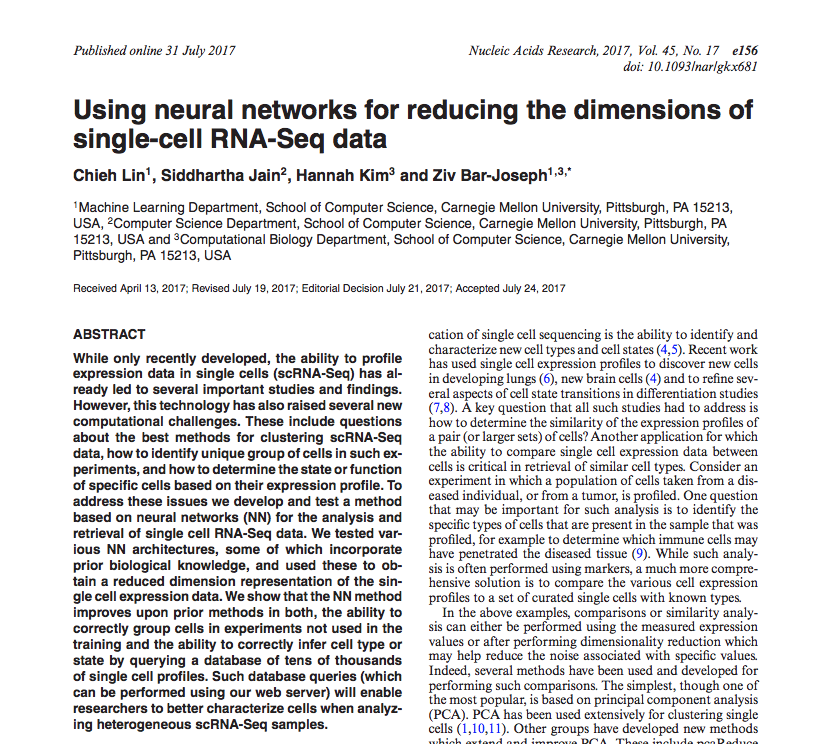 Published online 31 July 2017
Nucleic Acids Research, 2017, Vol. 45, No. 17 e156
doi: 10.1093/nar/gkx681
Using neural networks for reducing the dimensions of
single-cell RNA-Seq data
Chieh Lin1, Siddhartha Jain2, Hannah Kim3 and Ziv Bar-Joseph1,3,*
1Machine Learning Department, School of Computer Science, Carnegie Mellon University, Pittsburgh, PA 15213,
USA, 2Computer Science Department, School of Computer Science, Carnegie Mellon University, Pittsburgh, PA
15213, USA and 3Computational Biology Department, School of Computer Science, Carnegie Mellon University,
Pittsburgh, PA 15213, USA
Received April 13, 2017; Revised July 19, 2017; Editorial Decision July 21, 2017; Accepted July 24, 2017
ABSTRACT
While only recently developed, the ability to profile
expression data in single cells (scRNA-Seq) has al-
ready led to several important studies and findings.
However, this technology has also raised several new
computational challenges. These include questions
about the best methods for clustering scRNA-Seq
data, how to identify unique group of cells in such ex-
periments, and how to determine the state or function
of specific cells based on their expression profile. To
address these issues we develop and test a method
based on neural networks (NN) for the analysis and
retrieval of single cell RNA-Seq data. We tested var-
ious NN architectures, some of which incorporate
prior biological knowledge, and used these to ob-
tain a reduced dimension representation of the sin-
gle cell expression data. We show that the NN method
improves upon prior methods in both, the ability to
correctly group cells in experiments not used in the
training and the ability to correctly infer cell type or
state by querying a database of tens of thousands
of single cell profiles. Such database queries (which
can be performed using our web server) will enable
researchers to better characterize cells when analyz-
ing heterogeneous scRNA-Seq samples.
cation of single cell sequencing is the ability to identify and
characterize new cell types and cell states (4,5). Recent work
has used single cell expression profiles to discover new cells
in developing lungs (6), new brain cells (4) and to refine sev-
eral aspects of cell state transitions in differentiation studies
(7,8). A key question that all such studies had to address is
how to determine the similarity of the expression profiles of
a pair (or larger sets) of cells? Another application for which
the ability to compare single cell expression data between
cells is critical in retrieval of similar cell types. Consider an
experiment in which a population of cells taken from a dis-
eased individual, or from a tumor, is profiled. One question
that may be important for such analysis is to identify the
specific types of cells that are present in the sample that was
profiled, for example to determine which immune cells may
have penetrated the diseased tissue (9). While such analy-
sis is often performed using markers, a much more compre-
hensive solution is to compare the various cell expression
profiles to a set of curated single cells with known types.
In the above examples, comparisons or similarity analy-
sis can either be performed using the measured expression
values or after performing dimensionality reduction which
may help reduce the noise associated with specific values.
Indeed, several methods have been used and developed for
performing such comparisons. The simplest, though one of
the most popular, is based on principal component analysis
(PCA). PCA has been used extensively for clustering single
cells (1,10,11). Other groups have developed new methods
which extend and improve PCA. These include pcaReduce